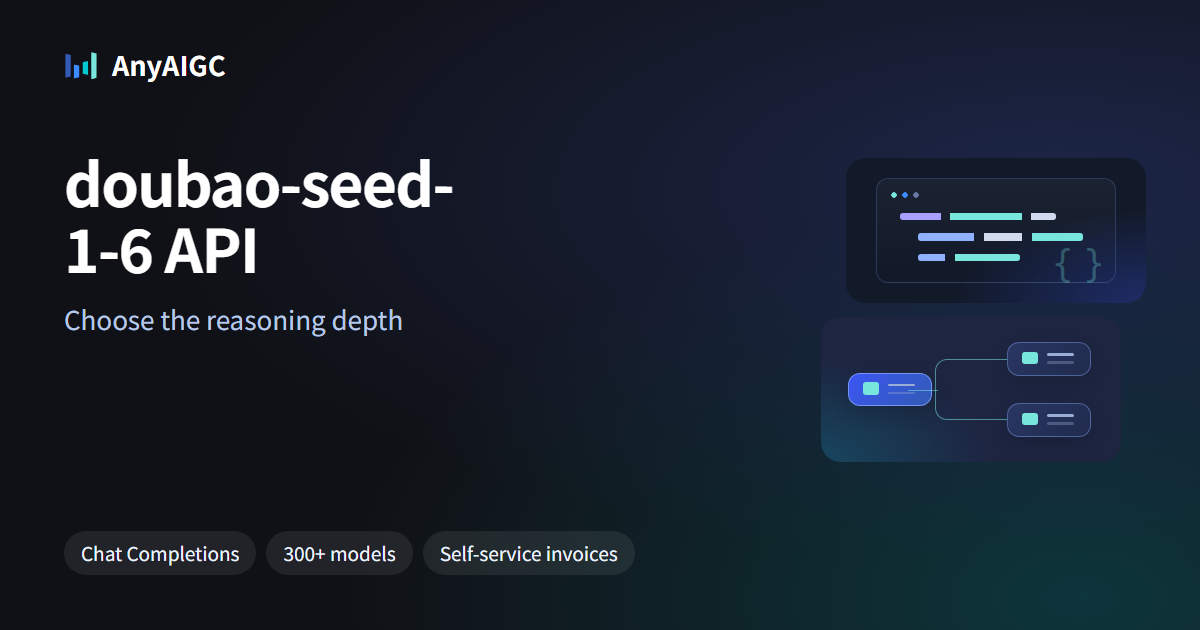 AnyAIGC
doubao-seed-
1-6 API
Choose the reasoning depth
{ }
Chat Completions
300+ models
Self-service invoices